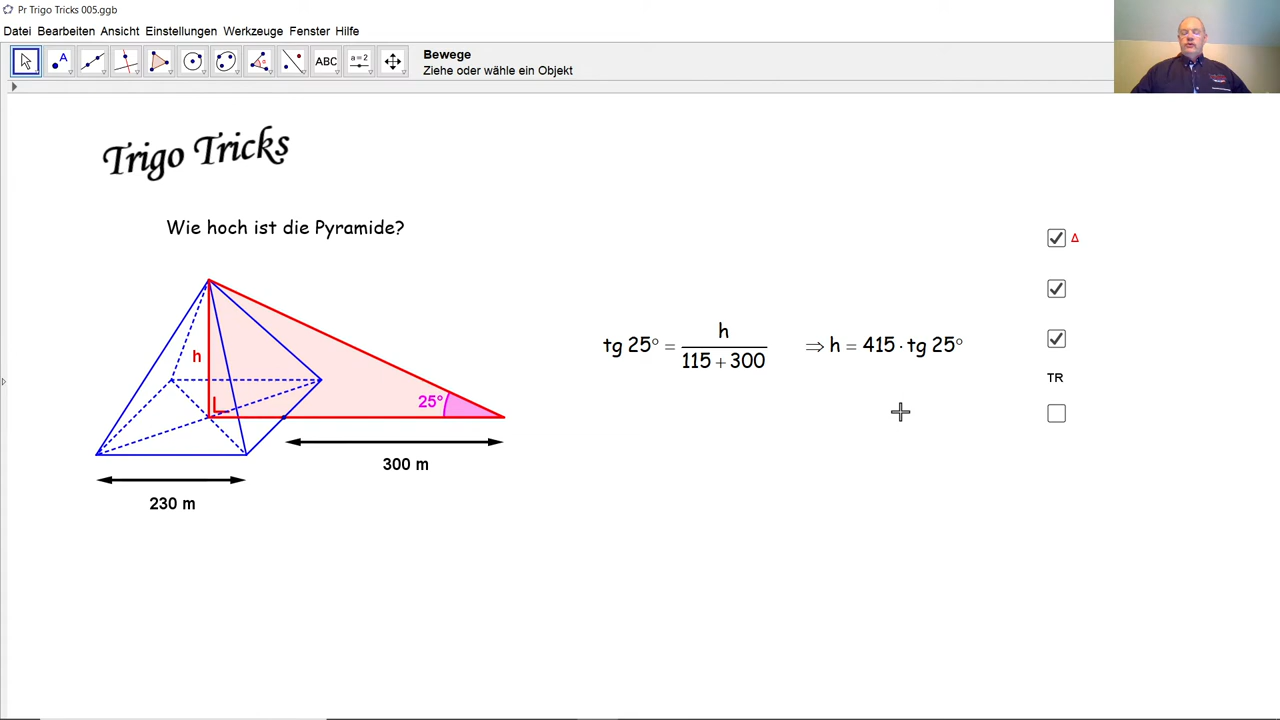 Pr Trigo Tricks 005.ggb
Datei Bearbeiten Ansicht Einstellungen Werkzeuge Fenster Hilfe
A ABC a=2
Bewege
Ziehe oder wähle ein Objekt
Trigo Tricks
Wie hoch ist die Pyramide?
Δ
h
25°
300 m
230 m
tg 25° = h / (115 + 300) ⇒ h = 415 · tg 25°
TR